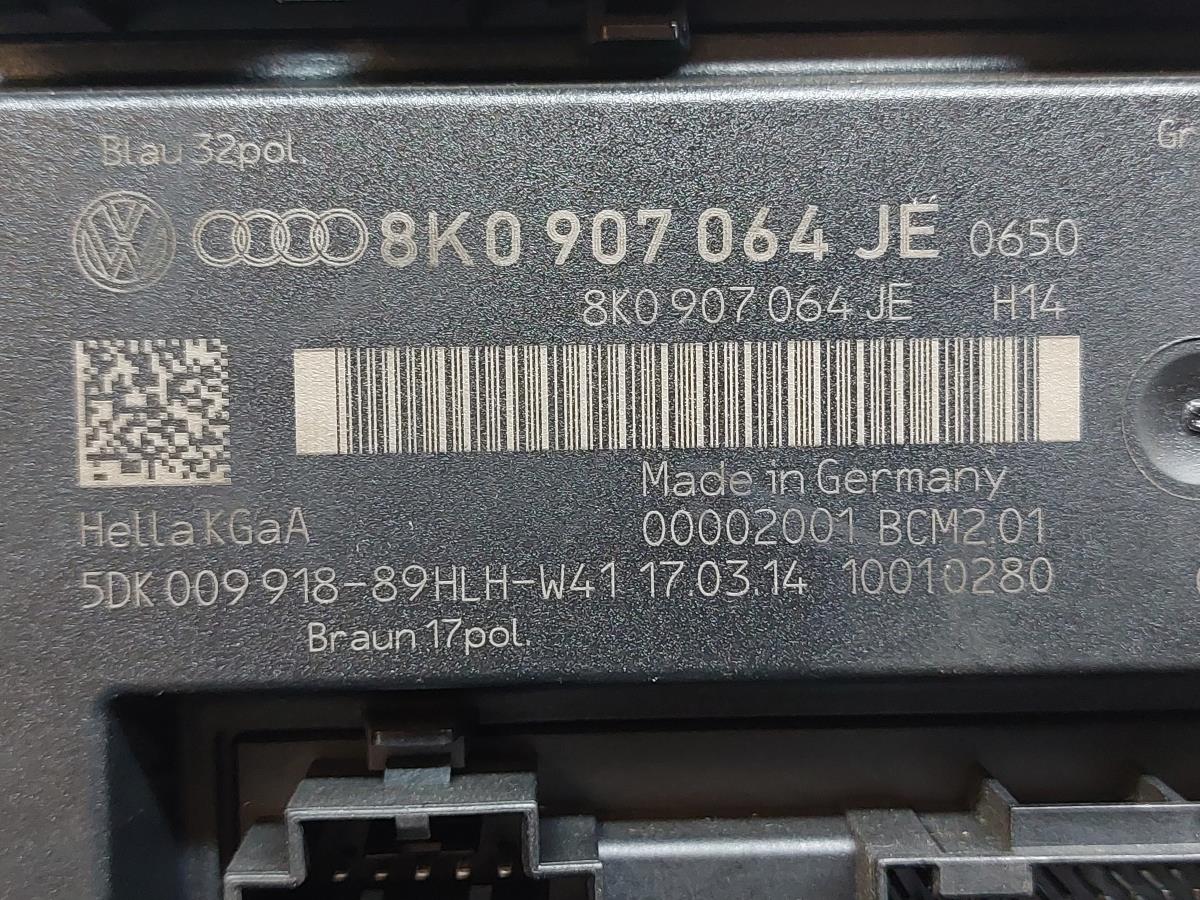 Blau 32pol.
8K0 907 064 JE 0650
8K0 907 064 JE H14
Made in Germany
Hella KGaA 00002001 BCM2.01
5DK 009 918-89HLH-W41 17.03.14 10010280
Braun 17pol.